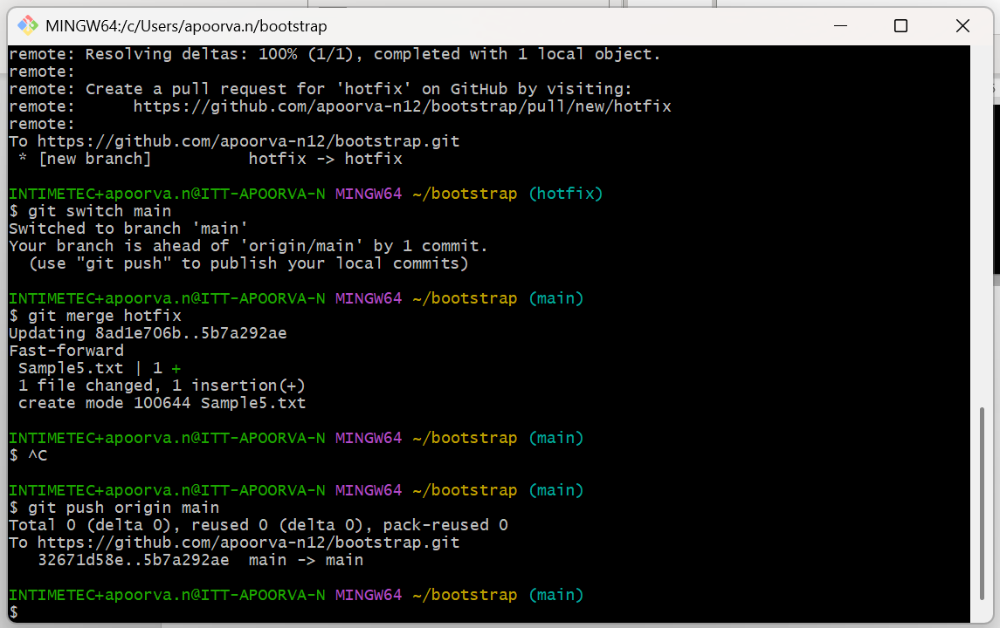 MINGW64:/c/Users/apoorva.n/bootstrap
remote: Resolving deltas: 100% (1/1), completed with 1 local object.
remote:
remote: Create a pull request for 'hotfix' on GitHub by visiting:
remote:      https://github.com/apoorva-n12/bootstrap/pull/new/hotfix
remote:
To https://github.com/apoorva-n12/bootstrap.git
 * [new branch]          hotfix -> hotfix

INTIMETEC+apoorva.n@ITT-APOORVA-N MINGW64 ~/bootstrap (hotfix)
$ git switch main
Switched to branch 'main'
Your branch is ahead of 'origin/main' by 1 commit.
  (use "git push" to publish your local commits)

INTIMETEC+apoorva.n@ITT-APOORVA-N MINGW64 ~/bootstrap (main)
$ git merge hotfix
Updating 8ad1e706b..5b7a292ae
Fast-forward
 Sample5.txt | 1 +
 1 file changed, 1 insertion(+)
 create mode 100644 Sample5.txt

INTIMETEC+apoorva.n@ITT-APOORVA-N MINGW64 ~/bootstrap (main)
$ ^C

INTIMETEC+apoorva.n@ITT-APOORVA-N MINGW64 ~/bootstrap (main)
$ git push origin main
Total 0 (delta 0), reused 0 (delta 0), pack-reused 0
To https://github.com/apoorva-n12/bootstrap.git
   32671d58e..5b7a292ae  main -> main

INTIMETEC+apoorva.n@ITT-APOORVA-N MINGW64 ~/bootstrap (main)
$